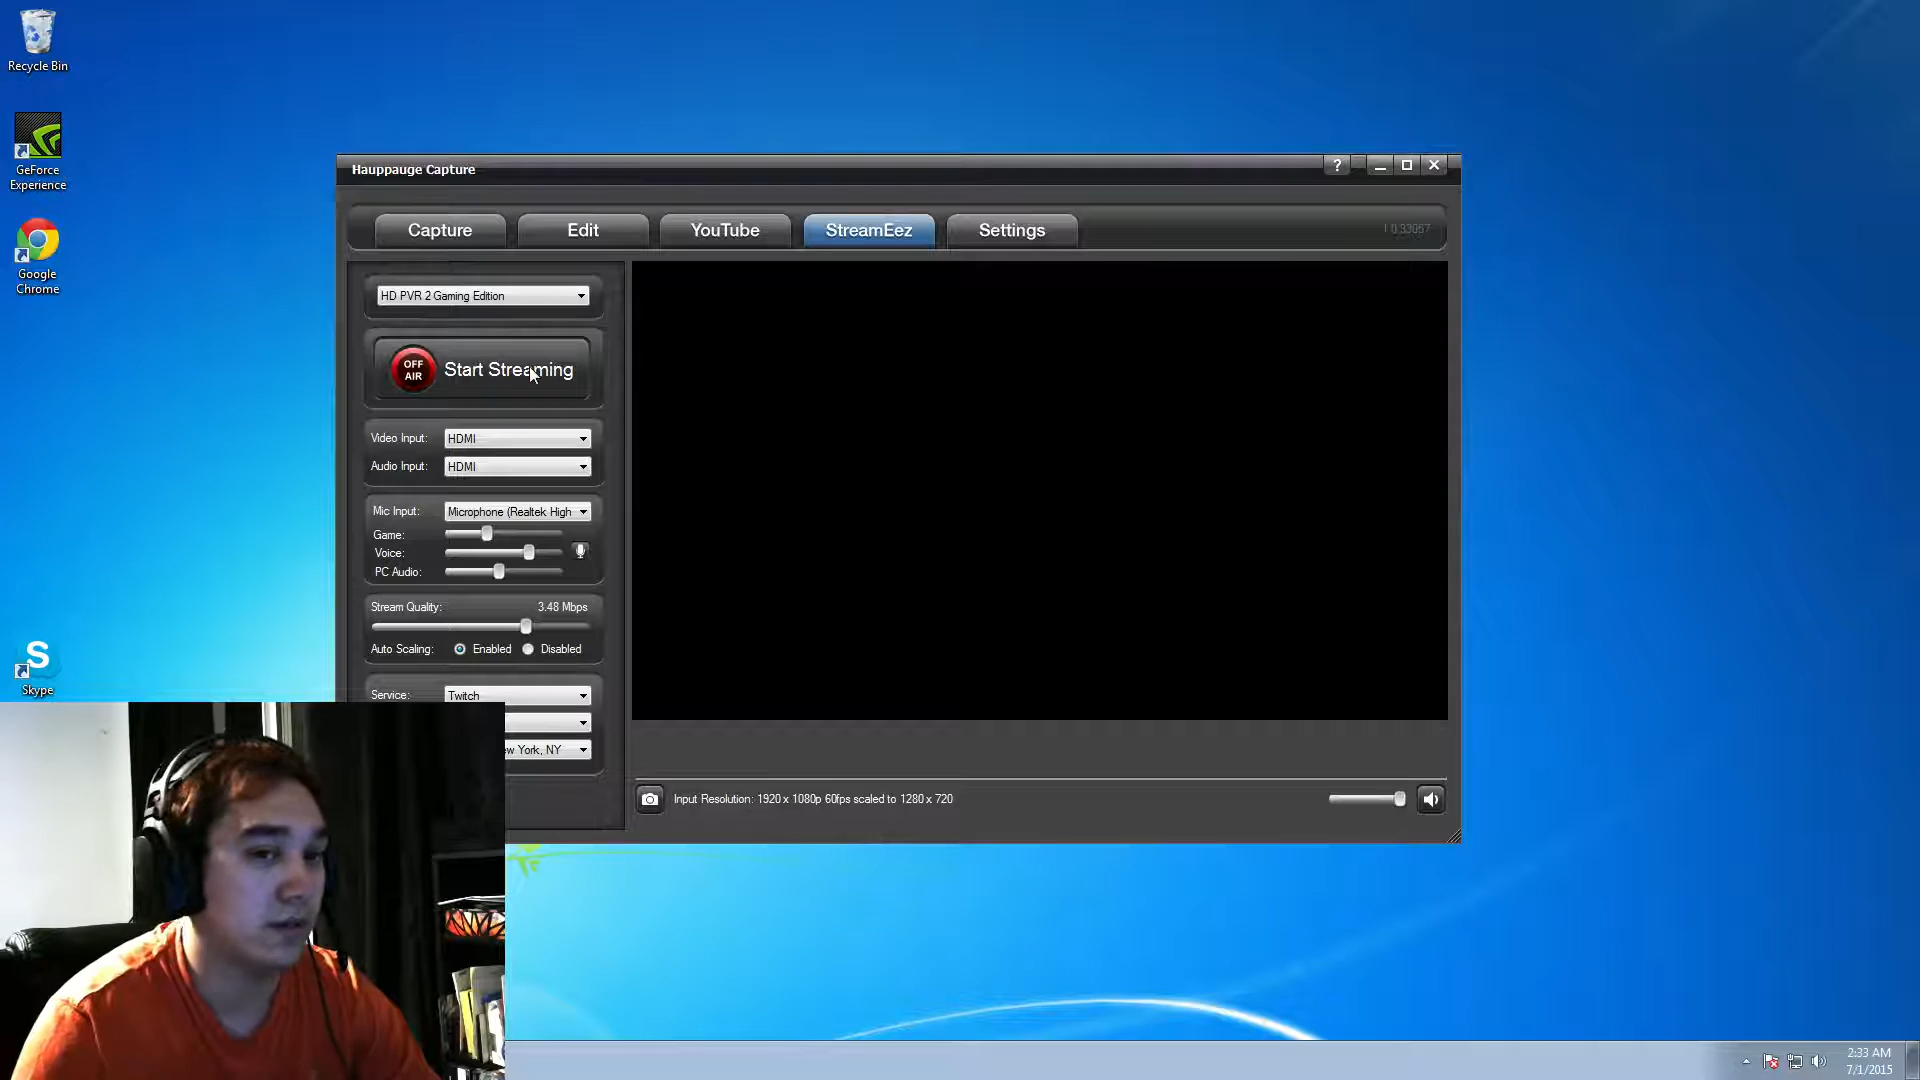 Recycle Bin
GeForce
Experience
Google
Chrome
Skype
Hauppauge Capture
?
Capture
Edit
YouTube
StreamEez
Settings
HD PVR 2 Gaming Edition
OFF
AIR
Start Streaming
Video Input: HDMI
Audio Input: HDMI
Mic Input: Microphone (Realtek High
Game:
Voice:
PC Audio:
Stream Quality: 3.48 Mbps
Auto Scaling: Enabled Disabled
Service: Twitch
York, NY
Input Resolution: 1920 x 1080p 60fps scaled to 1280 x 720
2:33 AM
7/1/2015